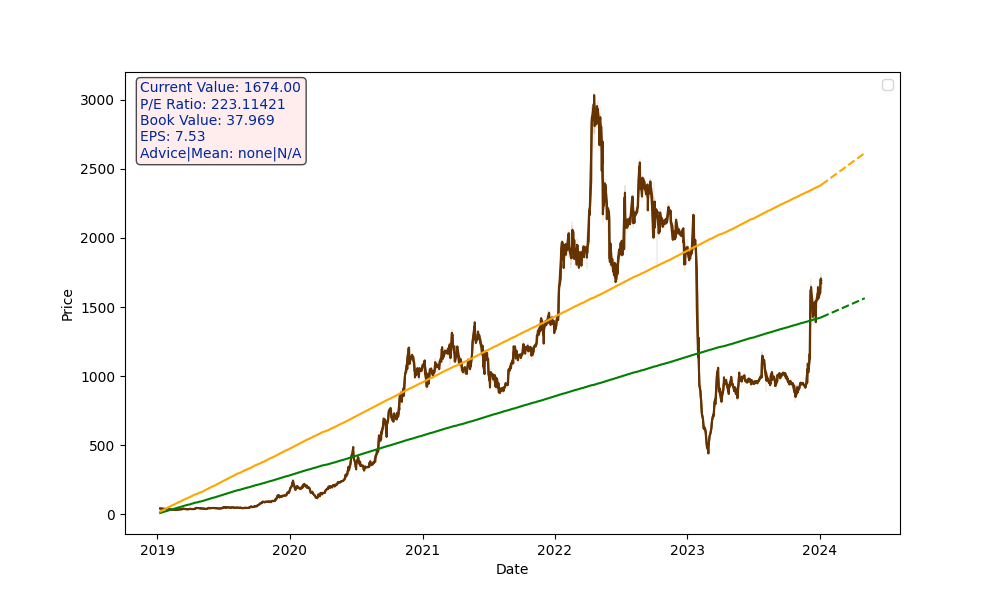 Current Value: 1674.00
P/E Ratio: 223.11421
Book Value: 37.969
EPS: 7.53
Advice|Mean: none|N/A
3000
2500
2000
1500
1000
500
0
Price
2019 2020 2021 2022 2023 2024
Date